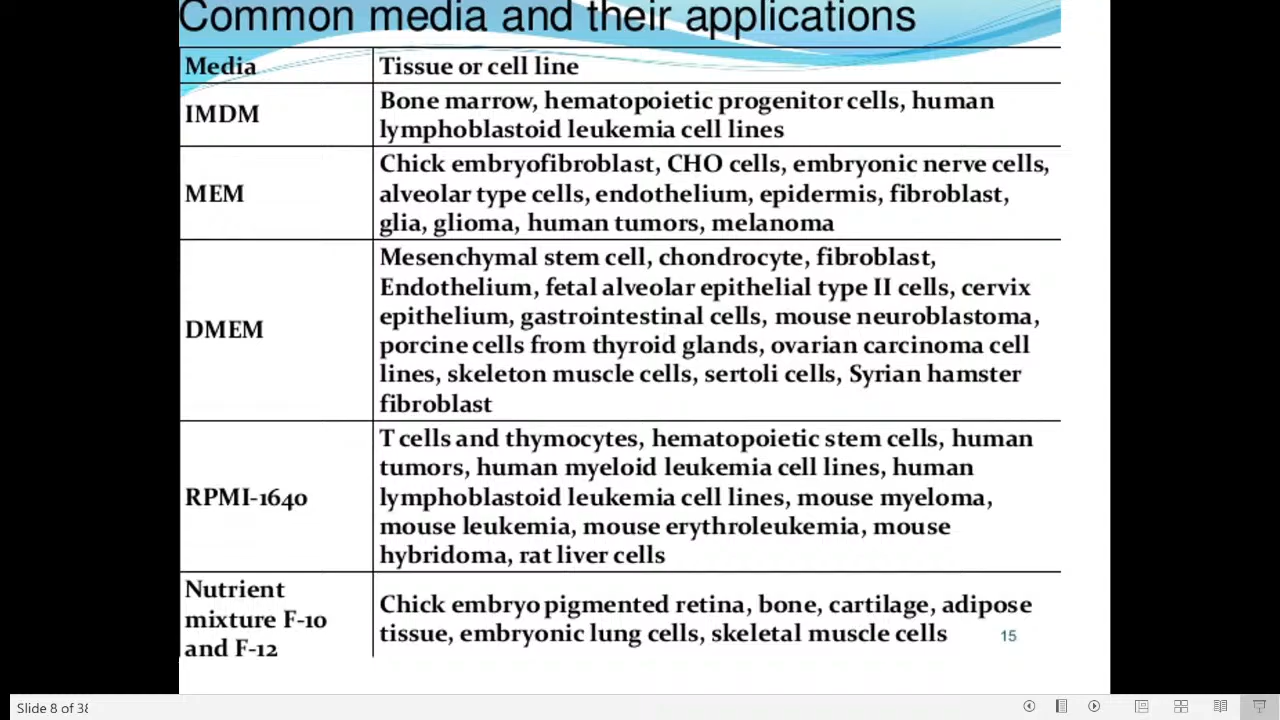 Common media and their applications
Media
Tissue or cell line
IMDM
Bone marrow, hematopoietic progenitor cells, human
lymphoblastoid leukemia cell lines
MEM
Chick embryofibroblast, CHO cells, embryonic nerve cells,
alveolar type cells, endothelium, epidermis, fibroblast,
glia, glioma, human tumors, melanoma
DMEM
Mesenchymal stem cell, chondrocyte, fibroblast,
Endothelium, fetal alveolar epithelial type II cells, cervix
epithelium, gastrointestinal cells, mouse neuroblastoma,
porcine cells from thyroid glands, ovarian carcinoma cell
lines, skeleton muscle cells, sertoli cells, Syrian hamster
fibroblast
RPMI-1640
T cells and thymocytes, hematopoietic stem cells, human
tumors, human myeloid leukemia cell lines, human
lymphoblastoid leukemia cell lines, mouse myeloma,
mouse leukemia, mouse erythroleukemia, mouse
hybridoma, rat liver cells
Nutrient
mixture F-10
and F-12
Chick embryo pigmented retina, bone, cartilage, adipose
tissue, embryonic lung cells, skeletal muscle cells
15
Slide 8 of 38